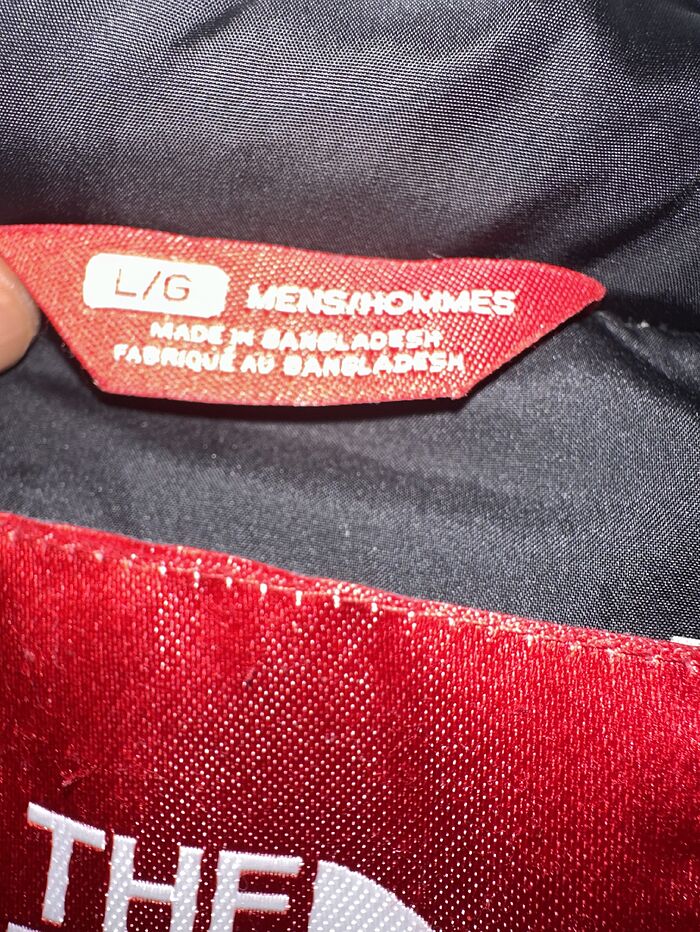 L/G MENS/HOMMES
MADE IN BANGLADESH
FABRIQUÉ AU BANGLADESH
THE